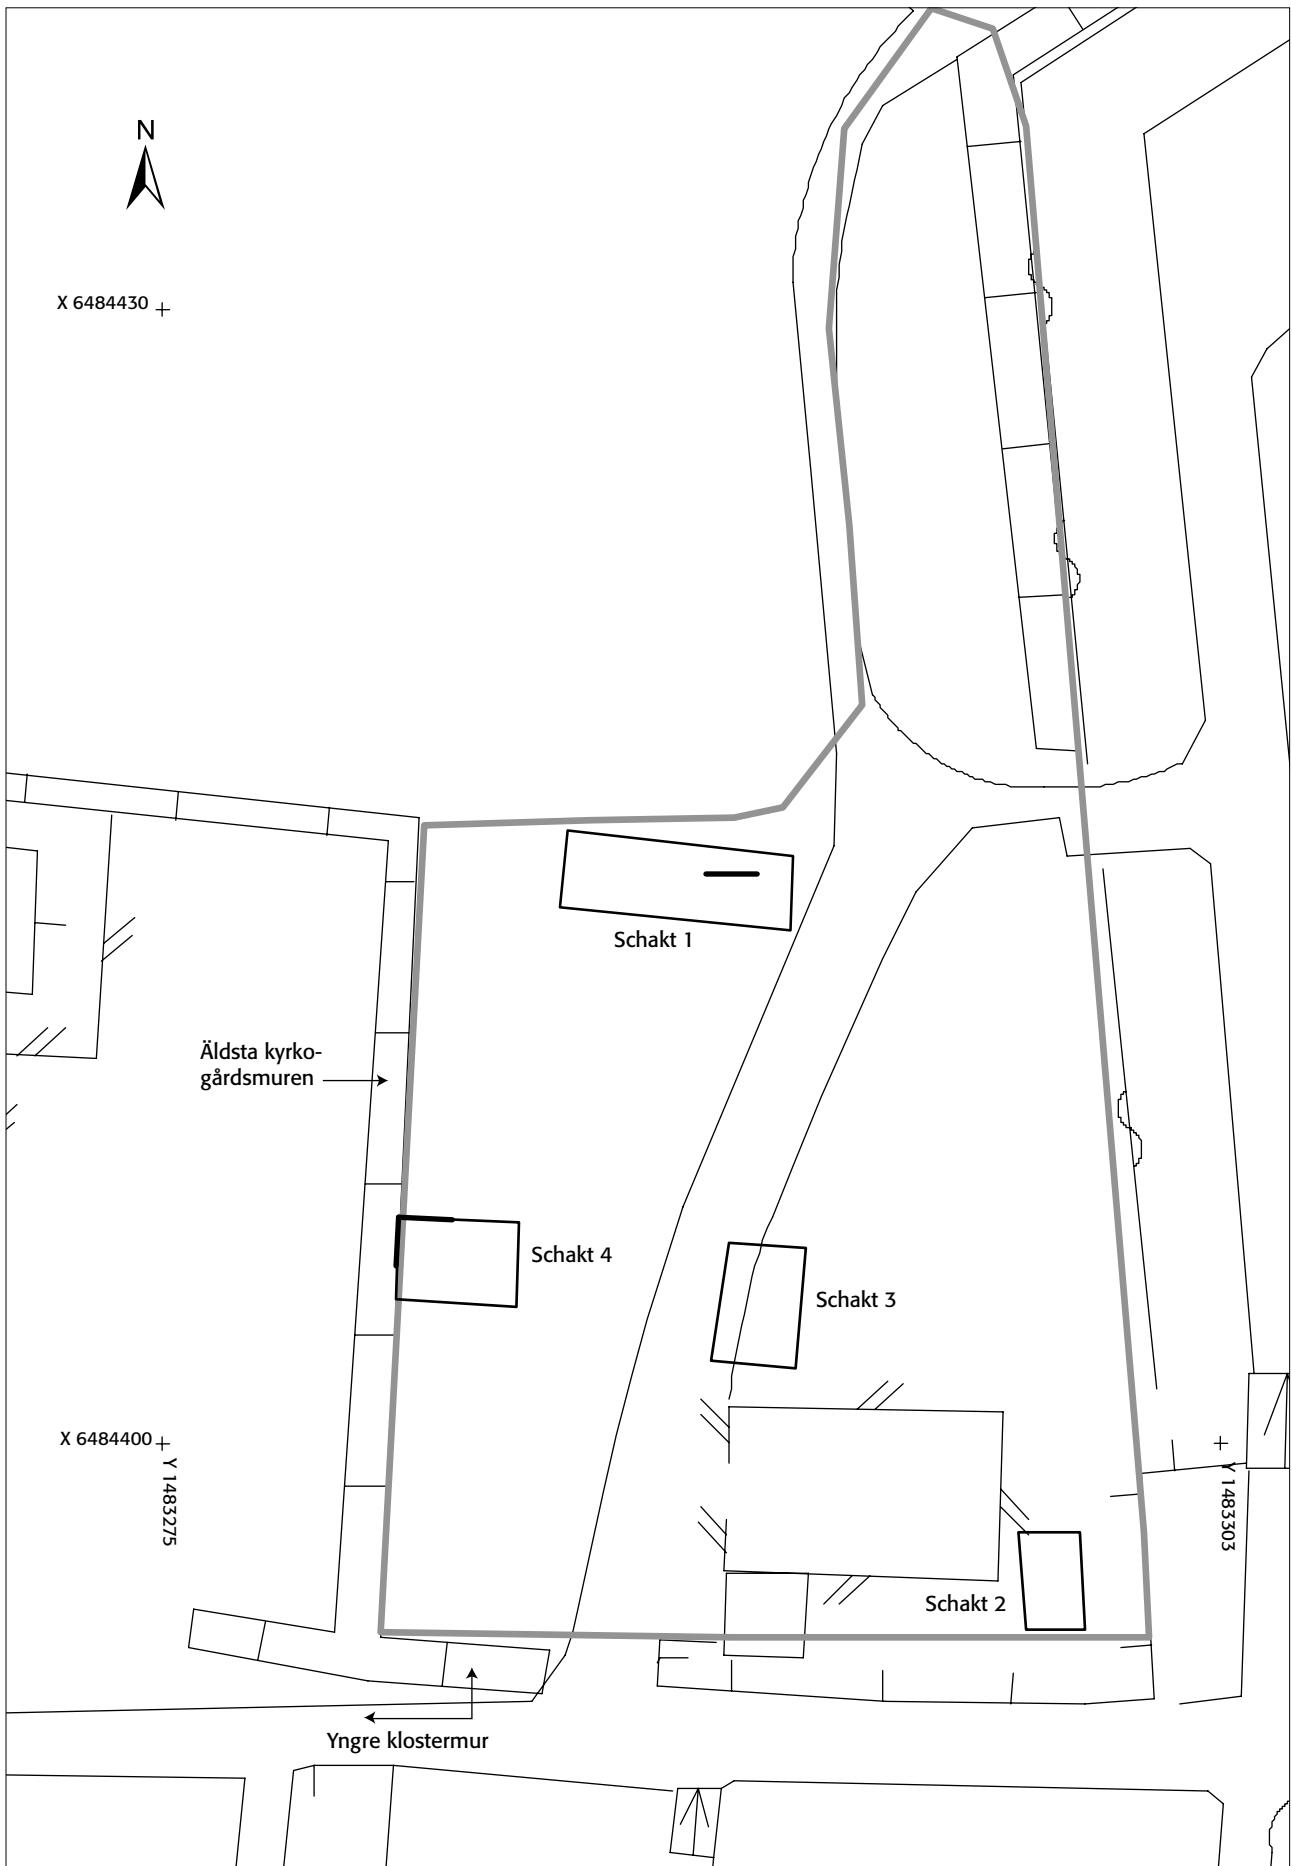 N
X 6484430
Schakt 1
Äldsta kyrko-
gårdsmuren
Schakt 4
Schakt 3
X 6484400
Y 1483275
Y 1483303
Schakt 2
Yngre klostermur